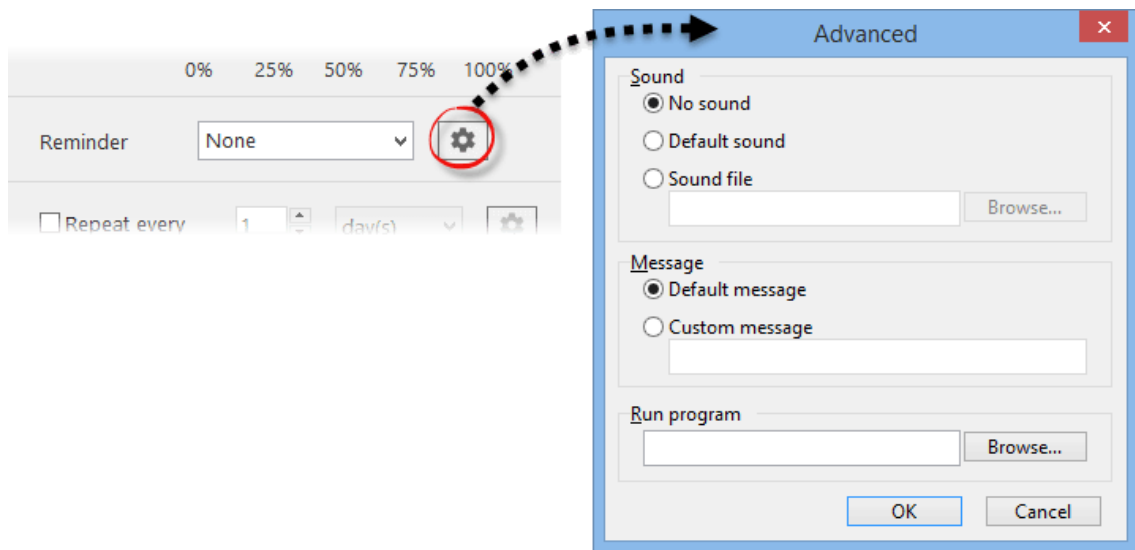 0% 25% 50% 75% 100%
Reminder None
Repeat every 1 day(s)
Advanced
Sound
No sound
Default sound
Sound file
Browse...
Message
Default message
Custom message
Run program
Browse...
OK Cancel